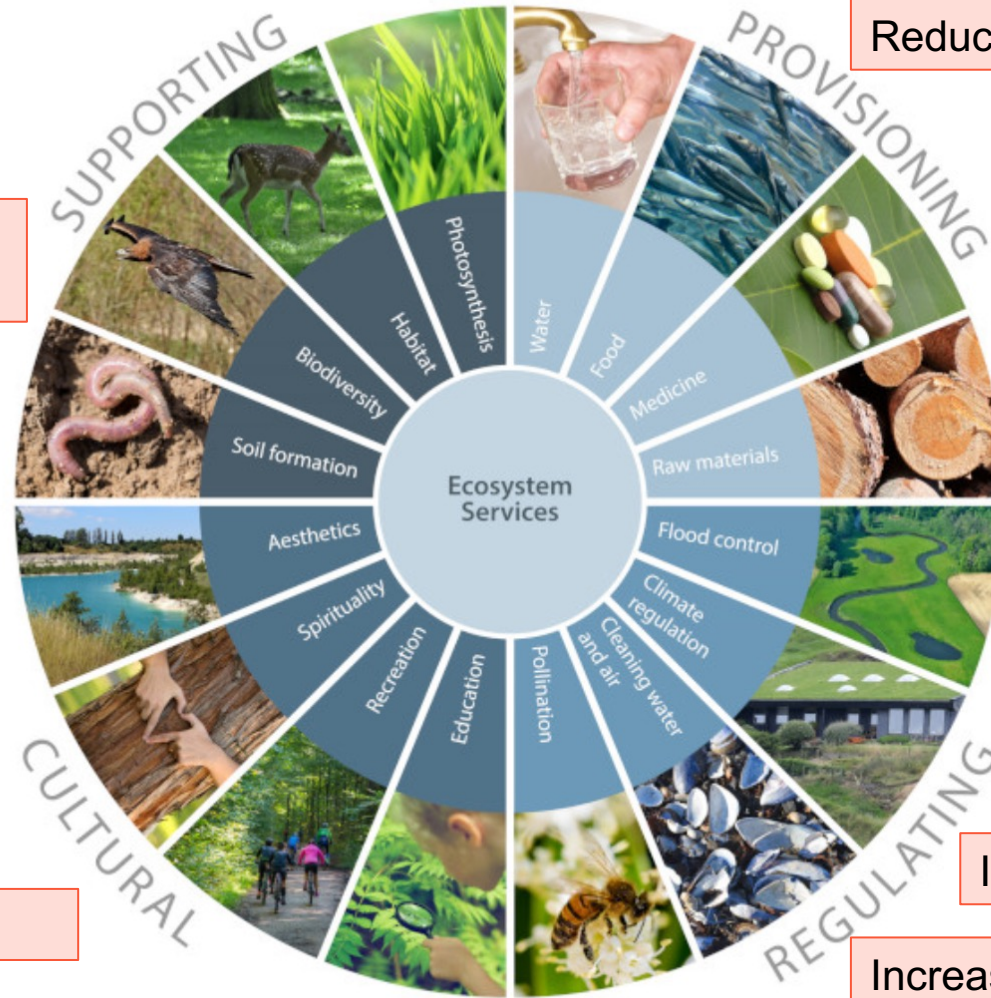 Reduc
SUPPORTING
PROVISIONING
Photosynthesis
Habitat
Biodiversity
Soil formation
Water
Food
Medicine
Raw materials
Ecosystem
Services
Aesthetics
Spirituality
Recreation
Education
Flood control
Climate
regulation
Cleaning water
and air
Pollination
CULTURAL
REGULATING
I
Increas